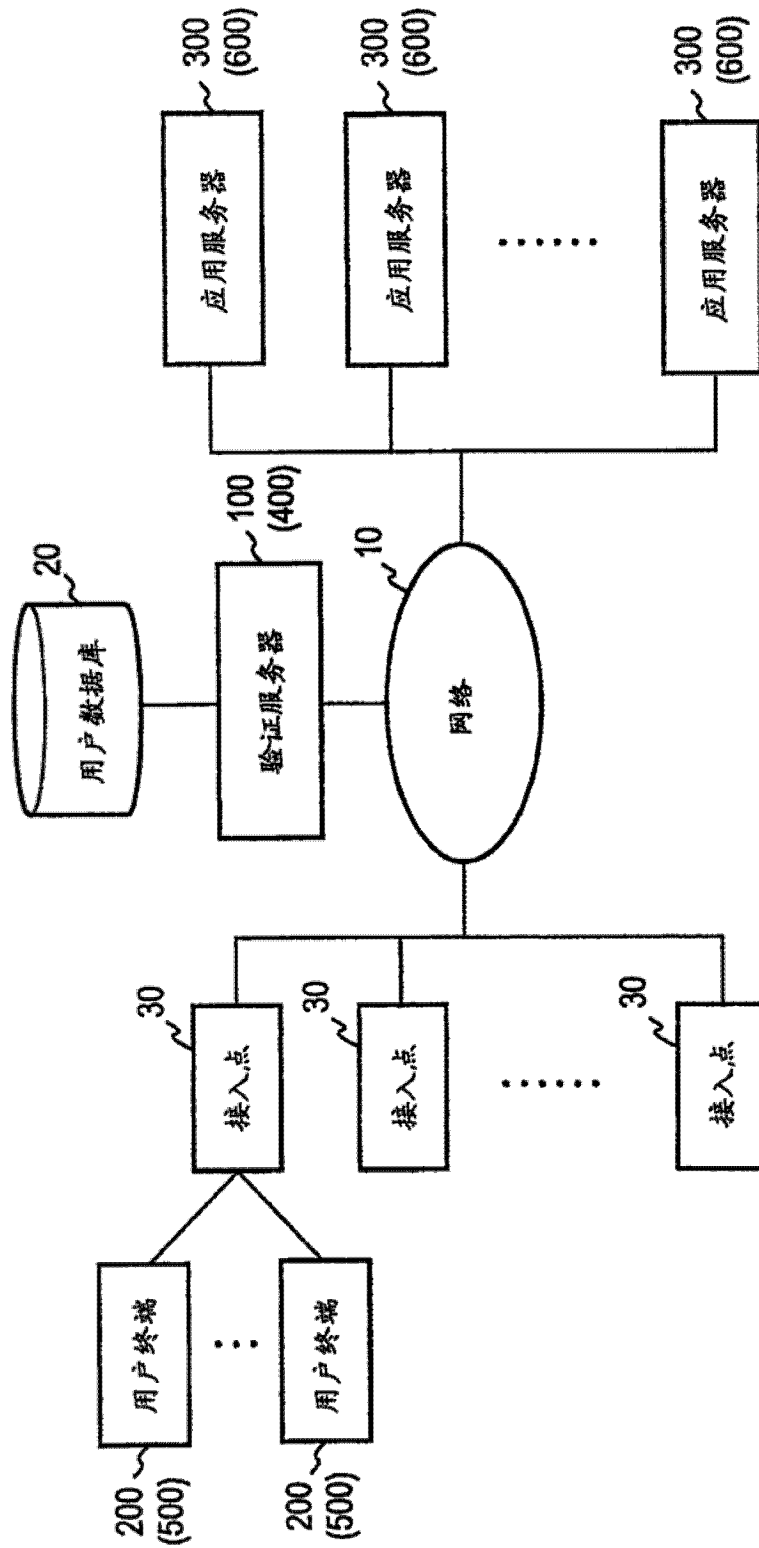 20
用户数据库
100
(400)
验证服务器
10
网络
200
(500)
用户终端
200
(500)
用户终端
30
接入点
30
接入点
30
接入点
300
(600)
应用服务器
300
(600)
应用服务器
300
(600)
应用服务器